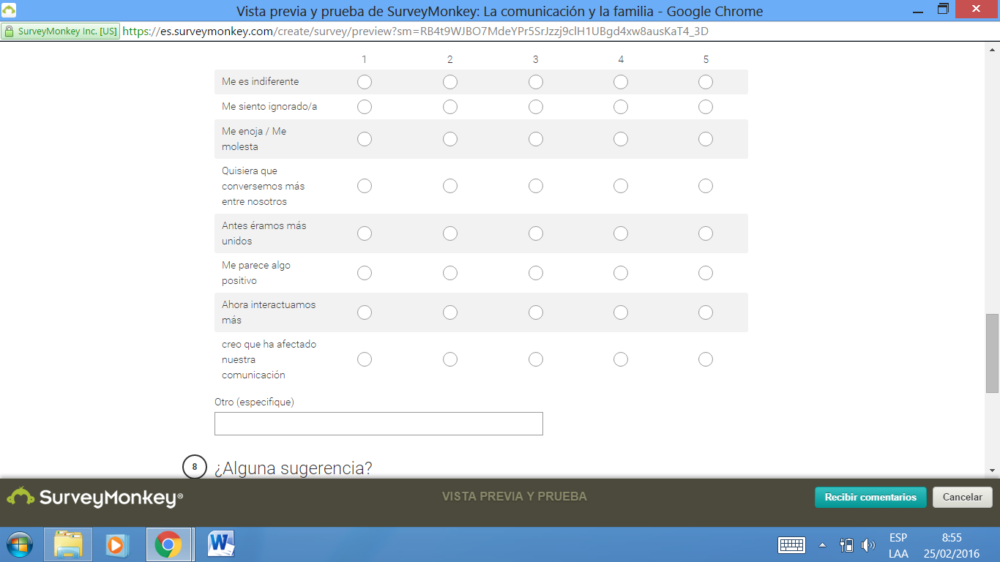 Vista previa y prueba de SurveyMonkey: La comunicación y la familia - Google Chrome
SurveyMonkey Inc. [US] https://es.surveymonkey.com/create/survey/preview?sm=RB4t9WJBO7MdeYPr5SrJzzj9clH1UBgd4xw8ausKaT4_3D
1 2 3 4 5
Me es indiferente
Me siento ignorado/a
Me enoja / Me
molesta
Quisiera que
conversemos más
entre nosotros
Antes éramos más
unidos
Me parece algo
positivo
Ahora interactuamos
más
creo que ha afectado
nuestra
comunicación
Otro (especifique)
8 ¿Alguna sugerencia?
SurveyMonkey® VISTA PREVIA Y PRUEBA Recibir comentarios Cancelar
W
ESP 8:55
LAA 25/02/2016